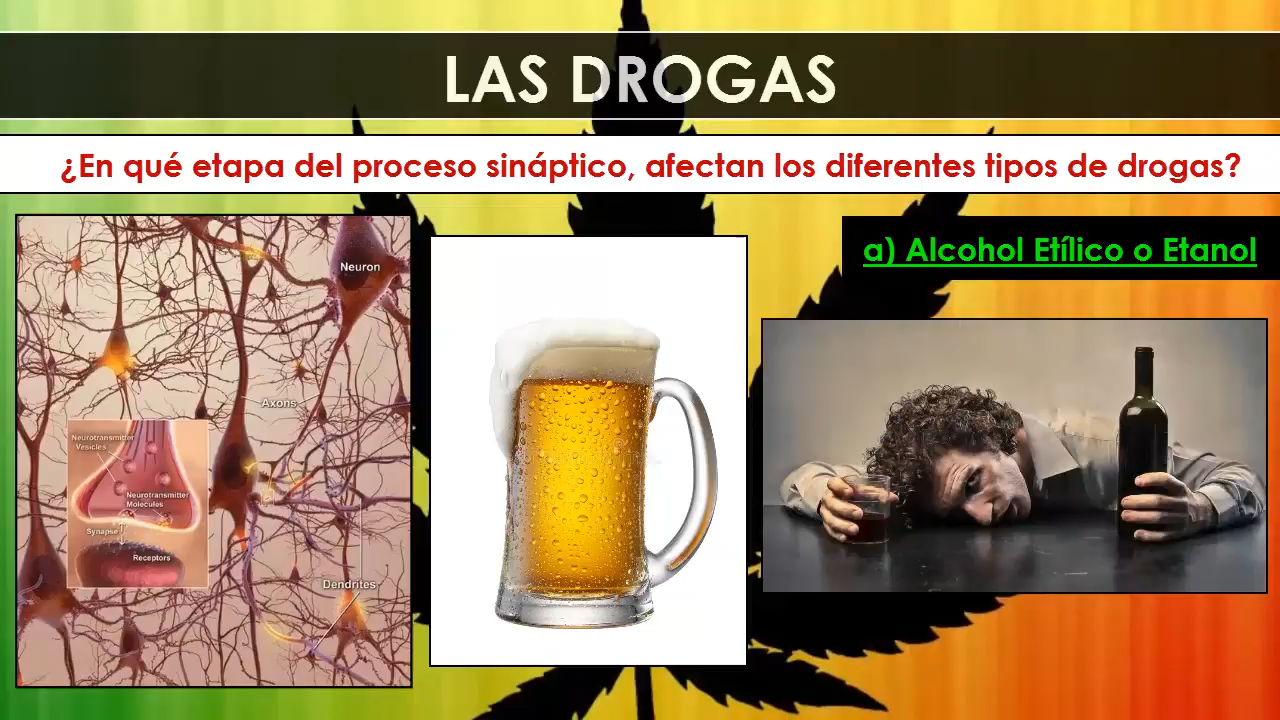 LAS DROGAS
¿En qué etapa del proceso sináptico, afectan los diferentes tipos de drogas?
a) Alcohol Etílico o Etanol
Neuron
Axons
Neurotransmitter
Vesicles
Neurotransmitter
Molecules
Synapse
Receptors
Dendrites